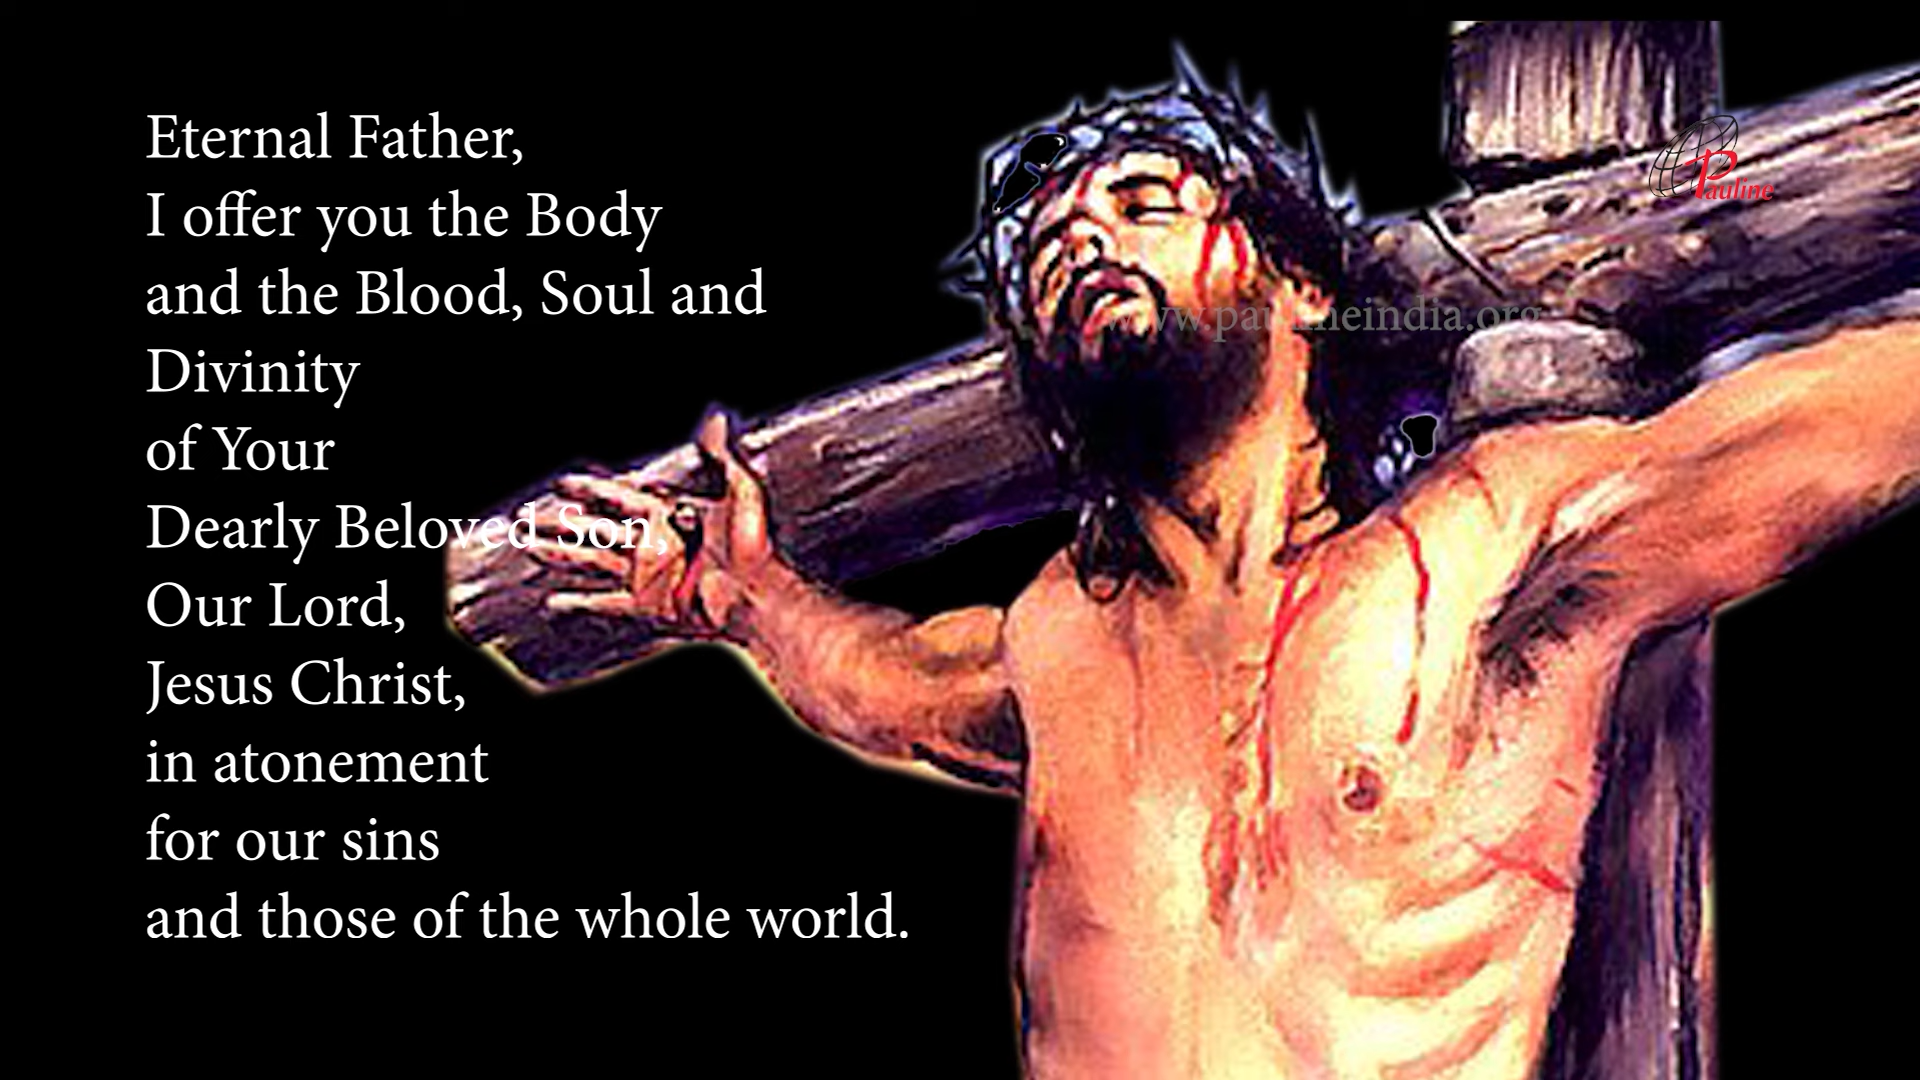 Eternal Father,
I offer you the Body
and the Blood, Soul and
Divinity
of Your
Dearly Beloved Son,
Our Lord,
Jesus Christ,
in atonement
for our sins
and those of the whole world.
Pauline
www.paulineindia.org